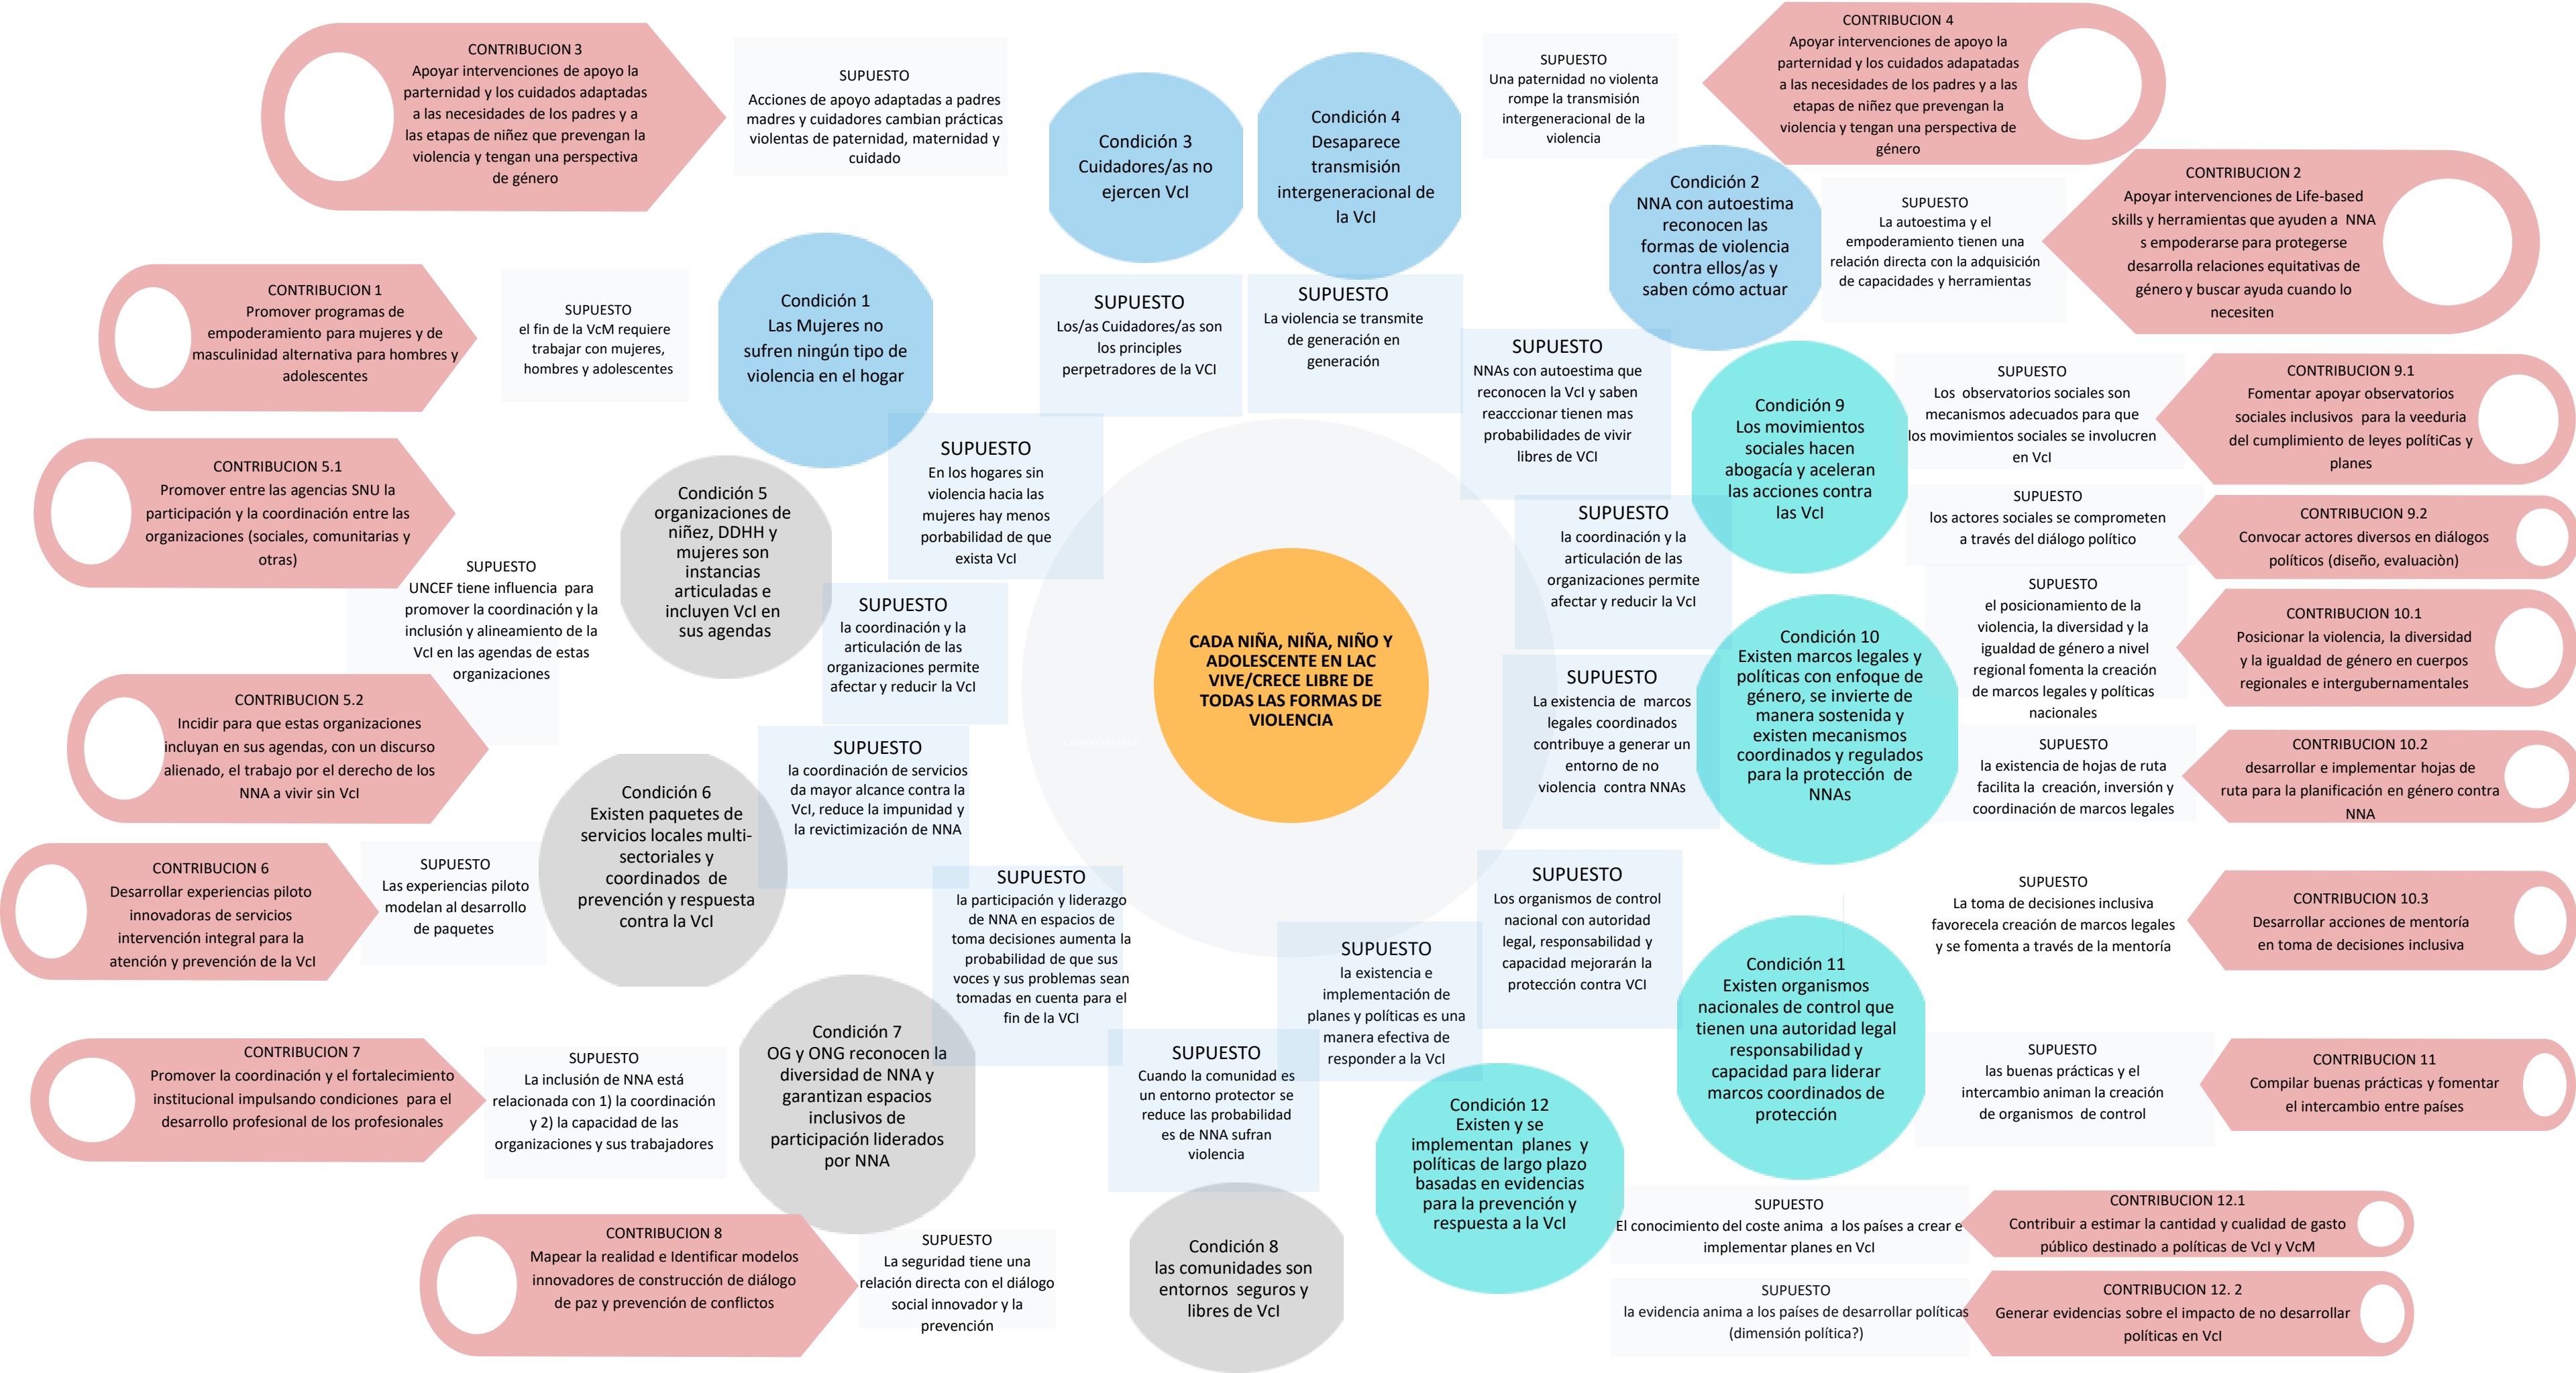 CONTRIBUCION 3
Apoyar intervenciones de apoyo la
parternidad y los cuidados adaptadas
a las necesidades de los padres y a
las etapas de niñez que prevengan la
violencia y tengan una perspectiva
de género
SUPUESTO
Acciones de apoyo adaptadas a padres
madres y cuidadores cambian prácticas
violentas de paternidad, maternidad y
cuidado
Condición 3
Cuidadores/as no
ejercen VcI
Condición 4
Desaparece
transmisión
intergeneracional de
la VcI
SUPUESTO
Una paternidad no violenta
rompe la transmisión
intergeneracional de la
violencia
CONTRIBUCION 4
Apoyar intervenciones de apoyo la
parternidad y los cuidados adapatadas
a las necesidades de los padres y a las
etapas de niñez que prevengan la
violencia y tengan una perspectiva de
género
Condición 2
NNA con autoestima
reconocen las
formas de violencia
contra ellos/as y
saben cómo actuar
SUPUESTO
La autoestima y el
empoderamiento tienen una
relación directa con la adquisición
de capacidades y herramientas
CONTRIBUCION 2
Apoyar intervenciones de Life-based
skills y herramientas que ayuden a NNA
s empoderarse para protegerse
desarrolla relaciones equitativas de
género y buscar ayuda cuando lo
necesiten
CONTRIBUCION 1
Promover programas de
empoderamiento para mujeres y de
masculinidad alternativa para hombres y
adolescentes
SUPUESTO
el fin de la VcM requiere
trabajar con mujeres,
hombres y adolescentes
Condición 1
Las Mujeres no
sufren ningún tipo de
violencia en el hogar
SUPUESTO
Los/as Cuidadores/as son
los principles
perpetradores de la VCI
SUPUESTO
La violencia se transmite
de generación en
generación
SUPUESTO
NNAs con autoestima que
reconocen la VcI y saben
reacccionar tienen mas
probabilidades de vivir
libres de VCI
SUPUESTO
En los hogares sin
violencia hacia las
mujeres hay menos
porbabilidad de que
exista VcI
Condición 9
Los movimientos
sociales hacen
abogacía y aceleran
las acciones contra
las VcI
SUPUESTO
Los observatorios sociales son
mecanismos adecuados para que
los movimientos sociales se involucren
en VcI
CONTRIBUCION 9.1
Fomentar apoyar observatorios
sociales inclusivos para la veeduria
del cumplimiento de leyes polítiCas y
planes
CONTRIBUCION 5.1
Promover entre las agencias SNU la
participación y la coordinación entre las
organizaciones (sociales, comunitarias y
otras)
SUPUESTO
UNCEF tiene influencia para
promover la coordinación y la
inclusión y alineamiento de la
VcI en las agendas de estas
organizaciones
Condición 5
organizaciones de
niñez, DDHH y
mujeres son
instancias
articuladas e
incluyen VcI en
sus agendas
SUPUESTO
la coordinación y la
articulación de las
organizaciones permite
afectar y reducir la VcI
SUPUESTO
la coordinación y la
articulación de las
organizaciones permite
afectar y reducir la VcI
SUPUESTO
los actores sociales se comprometen
a través del diálogo político
CONTRIBUCION 9.2
Convocar actores diversos en diálogos
políticos (diseño, evaluaciòn)
CADA NIÑA, NIÑA, NIÑO Y
ADOLESCENTE EN LAC
VIVE/CRECE LIBRE DE
TODAS LAS FORMAS DE
VIOLENCIA
Condición 10
Existen marcos legales y
políticas con enfoque de
género, se invierte de
manera sostenida y
existen mecanismos
coordinados y regulados
para la protección de
NNAs
SUPUESTO
el posicionamiento de la
violencia, la diversidad y la
igualdad de género a nivel
regional fomenta la creación
de marcos legales y políticas
nacionales
CONTRIBUCION 10.1
Posicionar la violencia, la diversidad
y la igualdad de género en cuerpos
regionales e intergubernamentales
CONTRIBUCION 5.2
Incidir para que estas organizaciones
incluyan en sus agendas, con un discurso
alienado, el trabajo por el derecho de los
NNA a vivir sin VcI
SUPUESTO
La existencia de marcos
legales coordinados
contribuye a generar un
entorno de no
violencia contra NNAs
SUPUESTO
la existencia de hojas de ruta
facilita la creación, inversión y
coordinación de marcos legales
CONTRIBUCION 10.2
desarrollar e implementar hojas de
ruta para la planificación en género contra
NNA
Condición 6
Existen paquetes de
servicios locales multi-
sectoriales y
coordinados de
prevención y respuesta
contra la VcI
SUPUESTO
la coordinación de servicios
da mayor alcance contra la
VcI, reduce la impunidad y
la revictimización de NNA
CONTRIBUCION 6
Desarrollar experiencias piloto
innovadoras de servicios
intervención integral para la
atención y prevención de la VcI
SUPUESTO
Las experiencias piloto
modelan al desarrollo
de paquetes
SUPUESTO
la participación y liderazgo
de NNA en espacios de
toma decisiones aumenta la
probabilidad de que sus
voces y sus problemas sean
tomadas en cuenta para el
fin de la VCI
SUPUESTO
la existencia e
implementación de
planes y políticas es una
manera efectiva de
responder a la VcI
SUPUESTO
Los organismos de control
nacional con autoridad
legal, responsabilidad y
capacidad mejorarán la
protección contra VCI
Condición 11
Existen organismos
nacionales de control que
tienen una autoridad legal
responsabilidad y
capacidad para liderar
marcos coordinados de
protección
SUPUESTO
La toma de decisiones inclusiva
favorecela creación de marcos legales
y se fomenta a través de la mentoría
CONTRIBUCION 10.3
Desarrollar acciones de mentoría
en toma de decisiones inclusiva
CONTRIBUCION 7
Promover la coordinación y el fortalecimiento
institucional impulsando condiciones para el
desarrollo profesional de los profesionales
SUPUESTO
La inclusión de NNA está
relacionada con 1) la coordinación
y 2) la capacidad de las
organizaciones y sus trabajadores
Condición 7
OG y ONG reconocen la
diversidad de NNA y
garantizan espacios
inclusivos de
participación liderados
por NNA
SUPUESTO
Cuando la comunidad es
un entorno protector se
reduce las probabilidad
es de NNA sufran
violencia
Condición 12
Existen y se
implementan planes y
políticas de largo plazo
basadas en evidencias
para la prevención y
respuesta a la VcI
SUPUESTO
las buenas prácticas y el
intercambio animan la creación
de organismos de control
CONTRIBUCION 11
Compilar buenas prácticas y fomentar
el intercambio entre países
CONTRIBUCION 8
Mapear la realidad e Identificar modelos
innovadores de construcción de diálogo
de paz y prevención de conflictos
SUPUESTO
La seguridad tiene una
relación directa con el diálogo
social innovador y la
prevención
Condición 8
las comunidades son
entornos seguros y
libres de VcI
SUPUESTO
El conocimiento del coste anima a los países a crear e
implementar planes en VcI
CONTRIBUCION 12.1
Contribuir a estimar la cantidad y cualidad de gasto
público destinado a políticas de VcI y VcM
SUPUESTO
la evidencia anima a los países de desarrollar políticas
(dimensión política?)
CONTRIBUCION 12. 2
Generar evidencias sobre el impacto de no desarrollar
políticas en VcI